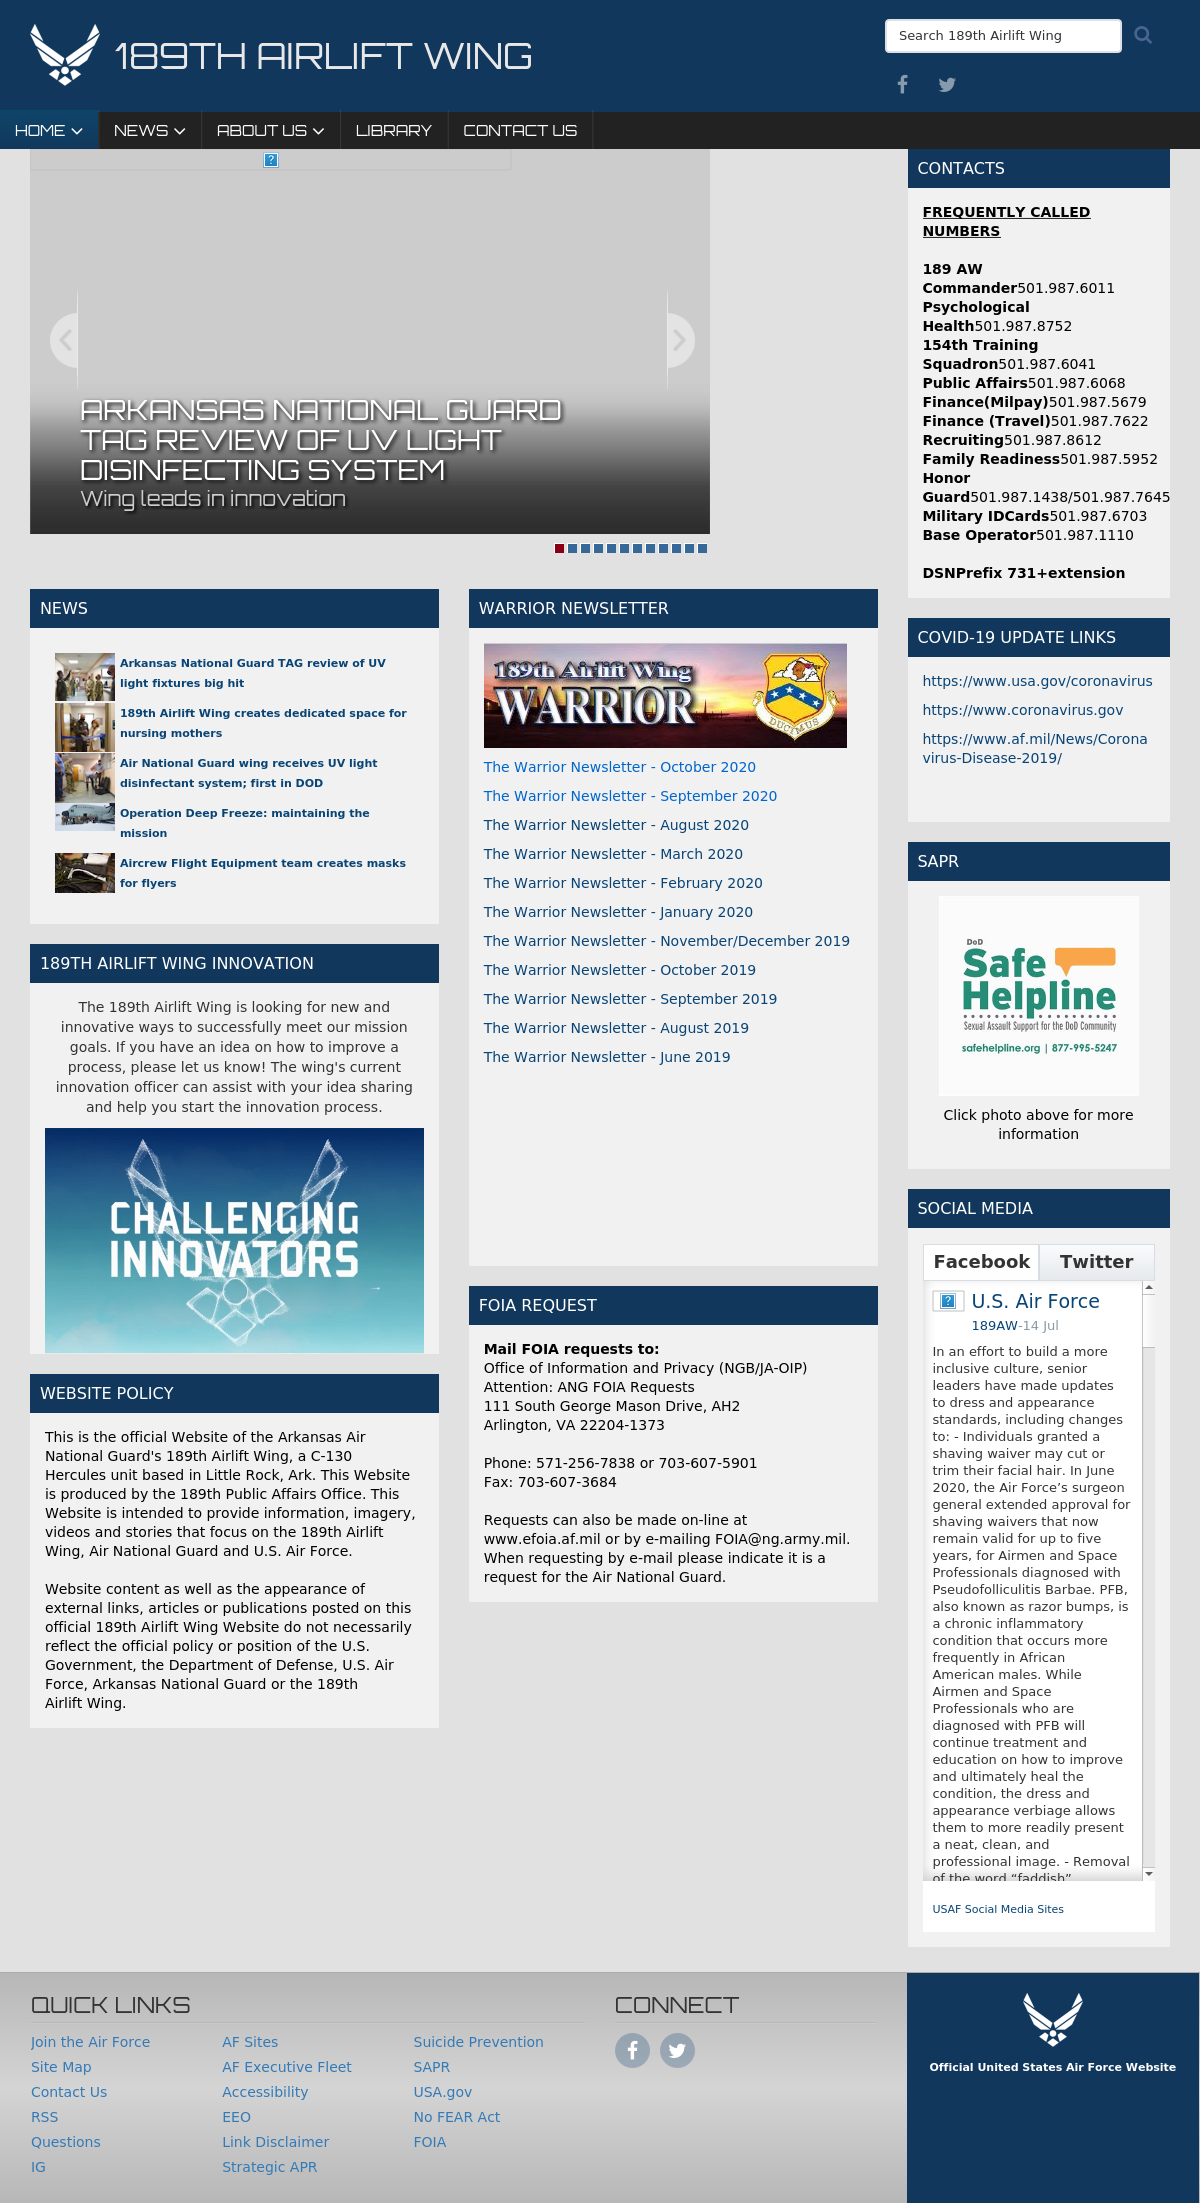 189TH AIRLIFT WING
Search 189th Airlift Wing
HOME
NEWS
ABOUT US
LIBRARY
CONTACT US
ARKANSAS NATIONAL GUARD
TAG REVIEW OF UV LIGHT
DISINFECTING SYSTEM
Wing leads in innovation
NEWS
Arkansas National Guard TAG review of UV
light fixtures big hit
189th Airlift Wing creates dedicated space for
nursing mothers
Air National Guard wing receives UV light
disinfectant system; first in DOD
Operation Deep Freeze: maintaining the
mission
Aircrew Flight Equipment team creates masks
for flyers
189TH AIRLIFT WING INNOVATION
The 189th Airlift Wing is looking for new and
innovative ways to successfully meet our mission
goals. If you have an idea on how to improve a
process, please let us know! The wing's current
innovation officer can assist with your idea sharing
and help you start the innovation process.
CHALLENGING
INNOVATORS
WEBSITE POLICY
This is the official Website of the Arkansas Air
National Guard's 189th Airlift Wing, a C-130
Hercules unit based in Little Rock, Ark. This Website
is produced by the 189th Public Affairs Office. This
Website is intended to provide information, imagery,
videos and stories that focus on the 189th Airlift
Wing, Air National Guard and U.S. Air Force.
Website content as well as the appearance of
external links, articles or publications posted on this
official 189th Airlift Wing Website do not necessarily
reflect the official policy or position of the U.S.
Government, the Department of Defense, U.S. Air
Force, Arkansas National Guard or the 189th
Airlift Wing.
WARRIOR NEWSLETTER
189th Airlift Wing
WARRIOR
DUCIMUS
The Warrior Newsletter - October 2020
The Warrior Newsletter - September 2020
The Warrior Newsletter - August 2020
The Warrior Newsletter - March 2020
The Warrior Newsletter - February 2020
The Warrior Newsletter - January 2020
The Warrior Newsletter - November/December 2019
The Warrior Newsletter - October 2019
The Warrior Newsletter - September 2019
The Warrior Newsletter - August 2019
The Warrior Newsletter - June 2019
FOIA REQUEST
Mail FOIA requests to:
Office of Information and Privacy (NGB/JA-OIP)
Attention: ANG FOIA Requests
111 South George Mason Drive, AH2
Arlington, VA 22204-1373
Phone: 571-256-7838 or 703-607-5901
Fax: 703-607-3684
Requests can also be made on-line at
www.efoia.af.mil or by e-mailing FOIA@ng.army.mil.
When requesting by e-mail please indicate it is a
request for the Air National Guard.
CONTACTS
FREQUENTLY CALLED
NUMBERS
189 AW
Commander501.987.6011
Psychological
Health501.987.8752
154th Training
Squadron501.987.6041
Public Affairs501.987.6068
Finance(Milpay)501.987.5679
Finance (Travel)501.987.7622
Recruiting501.987.8612
Family Readiness501.987.5952
Honor
Guard501.987.1438/501.987.7645
Military IDCards501.987.6703
Base Operator501.987.1110
DSNPrefix 731+extension
COVID-19 UPDATE LINKS
https://www.usa.gov/coronavirus
https://www.coronavirus.gov
https://www.af.mil/News/Corona
virus-Disease-2019/
SAPR
DoD
Safe
Helpline
Sexual Assault Support for the DoD Community
safehelpline.org | 877-995-5247
Click photo above for more
information
SOCIAL MEDIA
Facebook
Twitter
U.S. Air Force
189AW-14 Jul
In an effort to build a more
inclusive culture, senior
leaders have made updates
to dress and appearance
standards, including changes
to: - Individuals granted a
shaving waiver may cut or
trim their facial hair. In June
2020, the Air Force’s surgeon
general extended approval for
shaving waivers that now
remain valid for up to five
years, for Airmen and Space
Professionals diagnosed with
Pseudofolliculitis Barbae. PFB,
also known as razor bumps, is
a chronic inflammatory
condition that occurs more
frequently in African
American males. While
Airmen and Space
Professionals who are
diagnosed with PFB will
continue treatment and
education on how to improve
and ultimately heal the
condition, the dress and
appearance verbiage allows
them to more readily present
a neat, clean, and
professional image. - Removal
of the word “faddish”
USAF Social Media Sites
QUICK LINKS
Join the Air Force
Site Map
Contact Us
RSS
Questions
IG
AF Sites
AF Executive Fleet
Accessibility
EEO
Link Disclaimer
Strategic APR
Suicide Prevention
SAPR
USA.gov
No FEAR Act
FOIA
CONNECT
Official United States Air Force Website